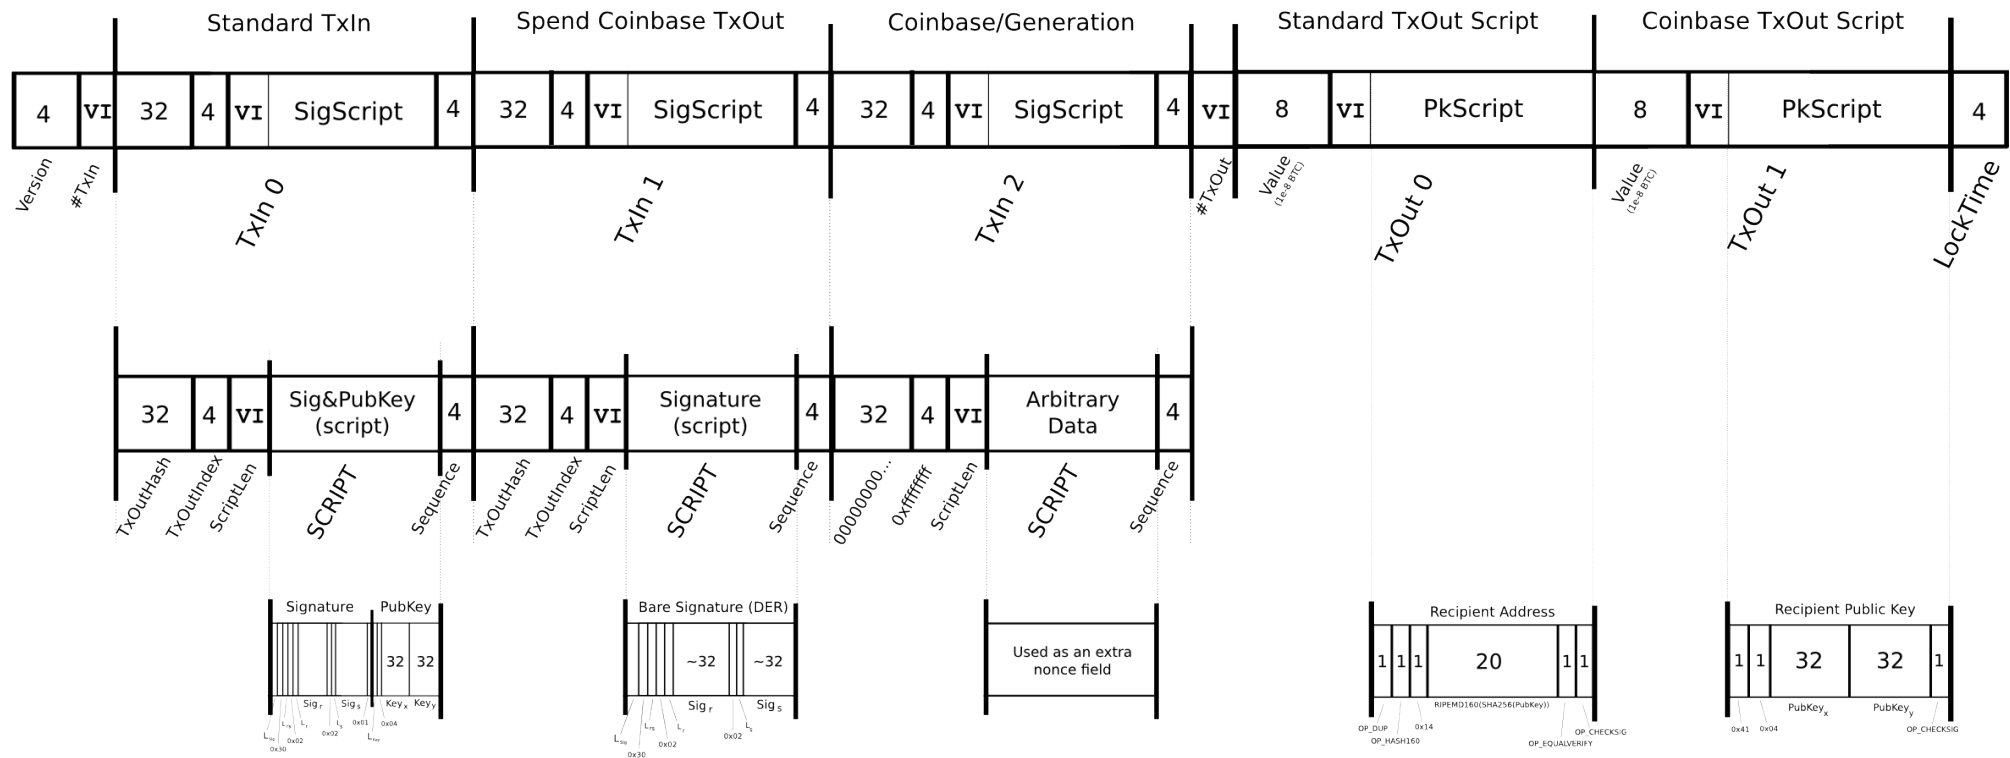 Standard TxIn
Spend Coinbase TxOut
Coinbase/Generation
Standard TxOut Script
Coinbase TxOut Script
4 VI 32 4 VI SigScript 4 32 4 VI SigScript 4 32 4 VI SigScript 4 VI 8 VI PkScript 8 VI PkScript 4
Version
#TxIn
TxIn 0
TxIn 1
TxIn 2
#TxOut
Value
(1e-8 BTC)
TxOut 0
Value
(1e-8 BTC)
TxOut 1
LockTime
32 4 VI
Sig&PubKey
(script)
4
32 4 VI
Signature
(script)
4
32 4 VI
Arbitrary
Data
4
TxOutHash
TxOutIndex
ScriptLen
SCRIPT
Sequence
TxOutHash
TxOutIndex
ScriptLen
SCRIPT
Sequence
00000000...
0xffffffff
ScriptLen
SCRIPT
Sequence
Signature
PubKey
32 32
Sig r
Sig s
Key x
Key y
L rs
L r
L s
0x01
0x04
L
0x30
0x02
0x02
L
Bare Signature (DER)
~32 ~32
Sig r
Sig s
L sig
L rs
L r
L s
0x30
0x02
0x02
Used as an extra
nonce field
Recipient Address
1 1 1 20 1 1
RIPEMD160(SHA256(PubKey))
OP_DUP
OP_HASH160
0x14
OP_EQUALVERIFY
OP_CHECKSIG
Recipient Public Key
1 1 32 32 1
PubKey x
PubKey y
0x41
0x04
OP_CHECKSIG